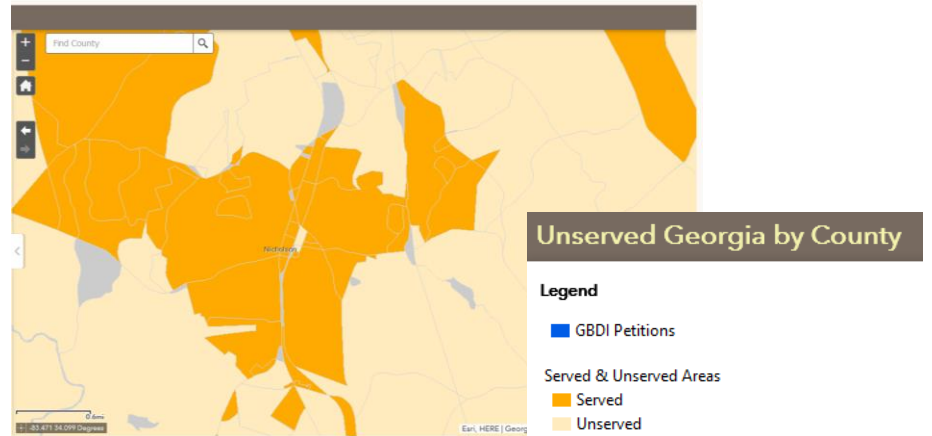 Find County
Nicholson
0.6mi
-83.471 34.099 Degrees
Esri, HERE | Georg
Unserved Georgia by County
Legend
GBDI Petitions
Served & Unserved Areas
Served
Unserved